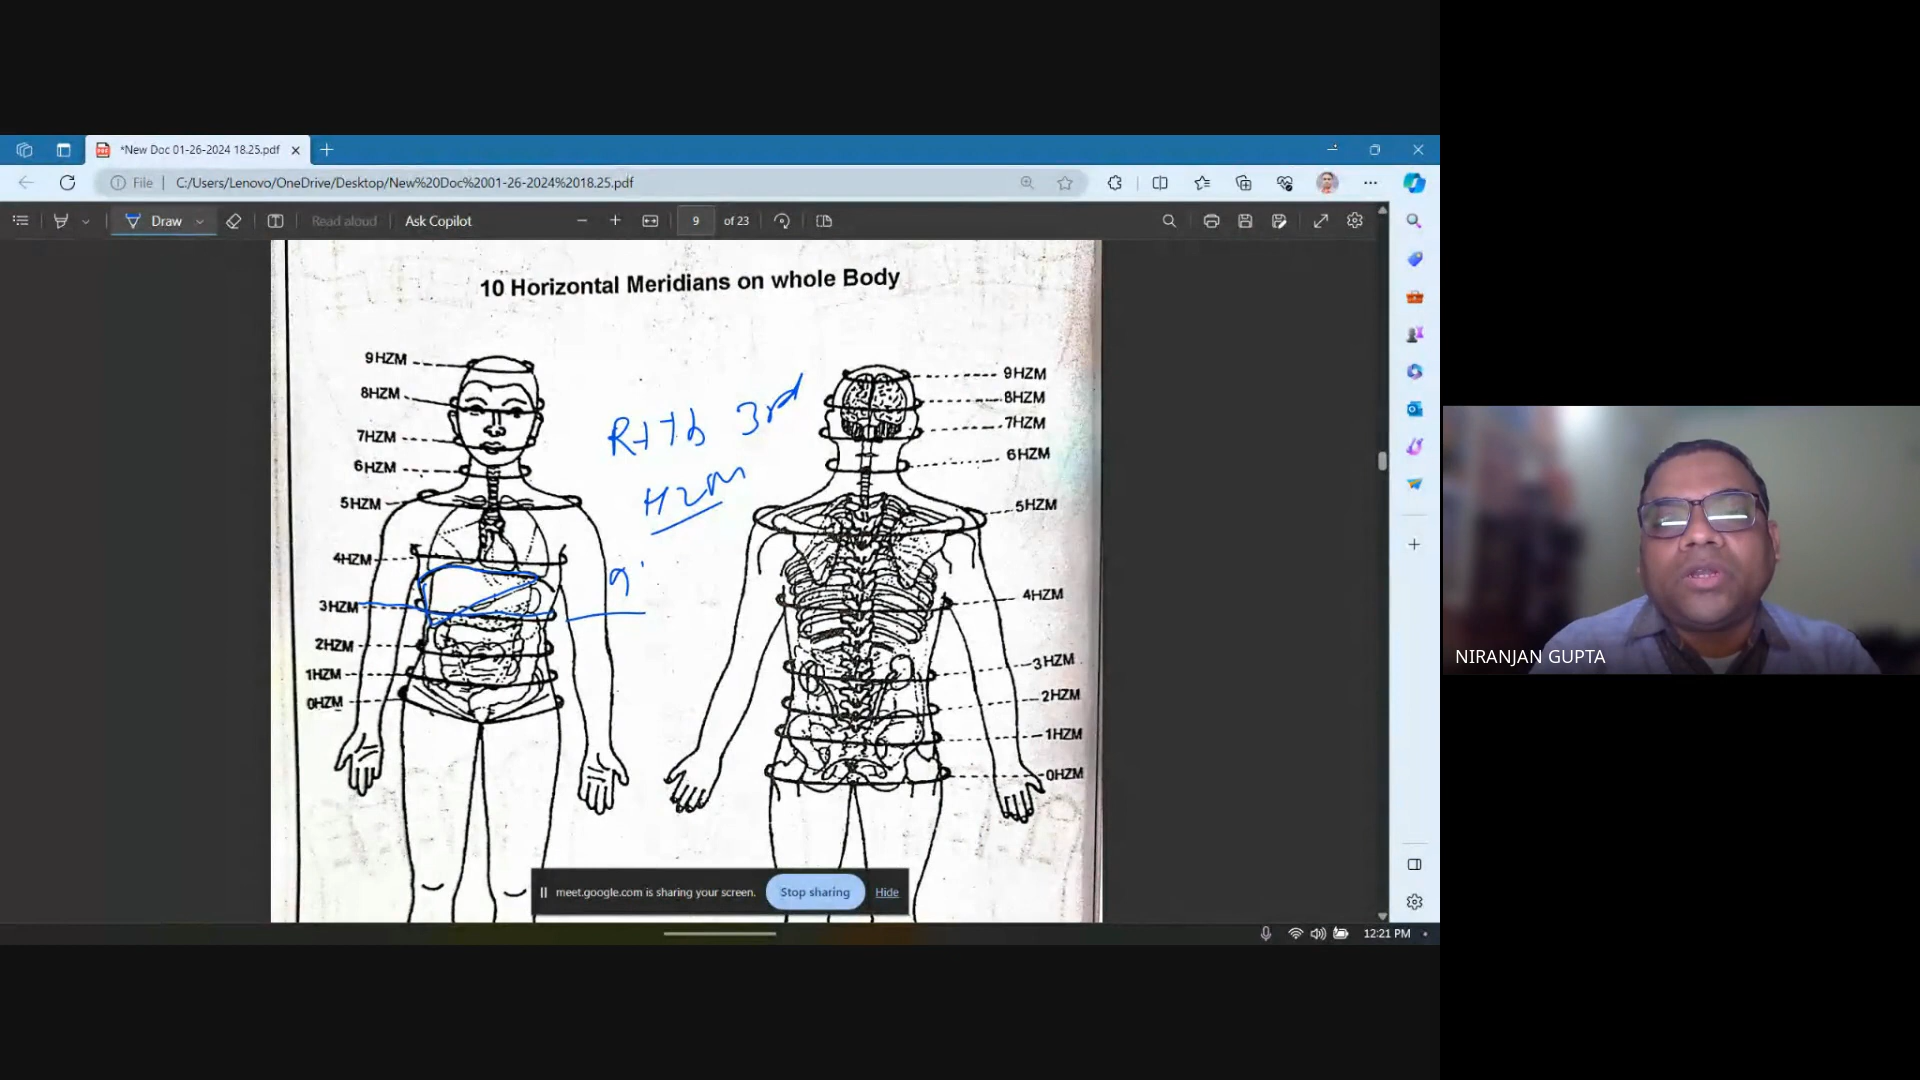 *New Doc 01-26-2024 18.25.pdf
File
C:/Users/Lenovo/OneDrive/Desktop/New%20Doc%2001-26-2024%2018.25.pdf
Draw
Read aloud
Ask Copilot
9
of 23
10 Horizontal Meridians on whole Body
9HZM
8HZM
7HZM
6HZM
5HZM
4HZM
3HZM
2HZM
1HZM
0HZM
3rd
HZM
9
9HZM
8HZM
7HZM
6HZM
5HZM
4HZM
3HZM
2HZM
1HZM
0HZM
meet.google.com is sharing your screen.
Stop sharing
Hide
12:21 PM
NIRANJAN GUPTA